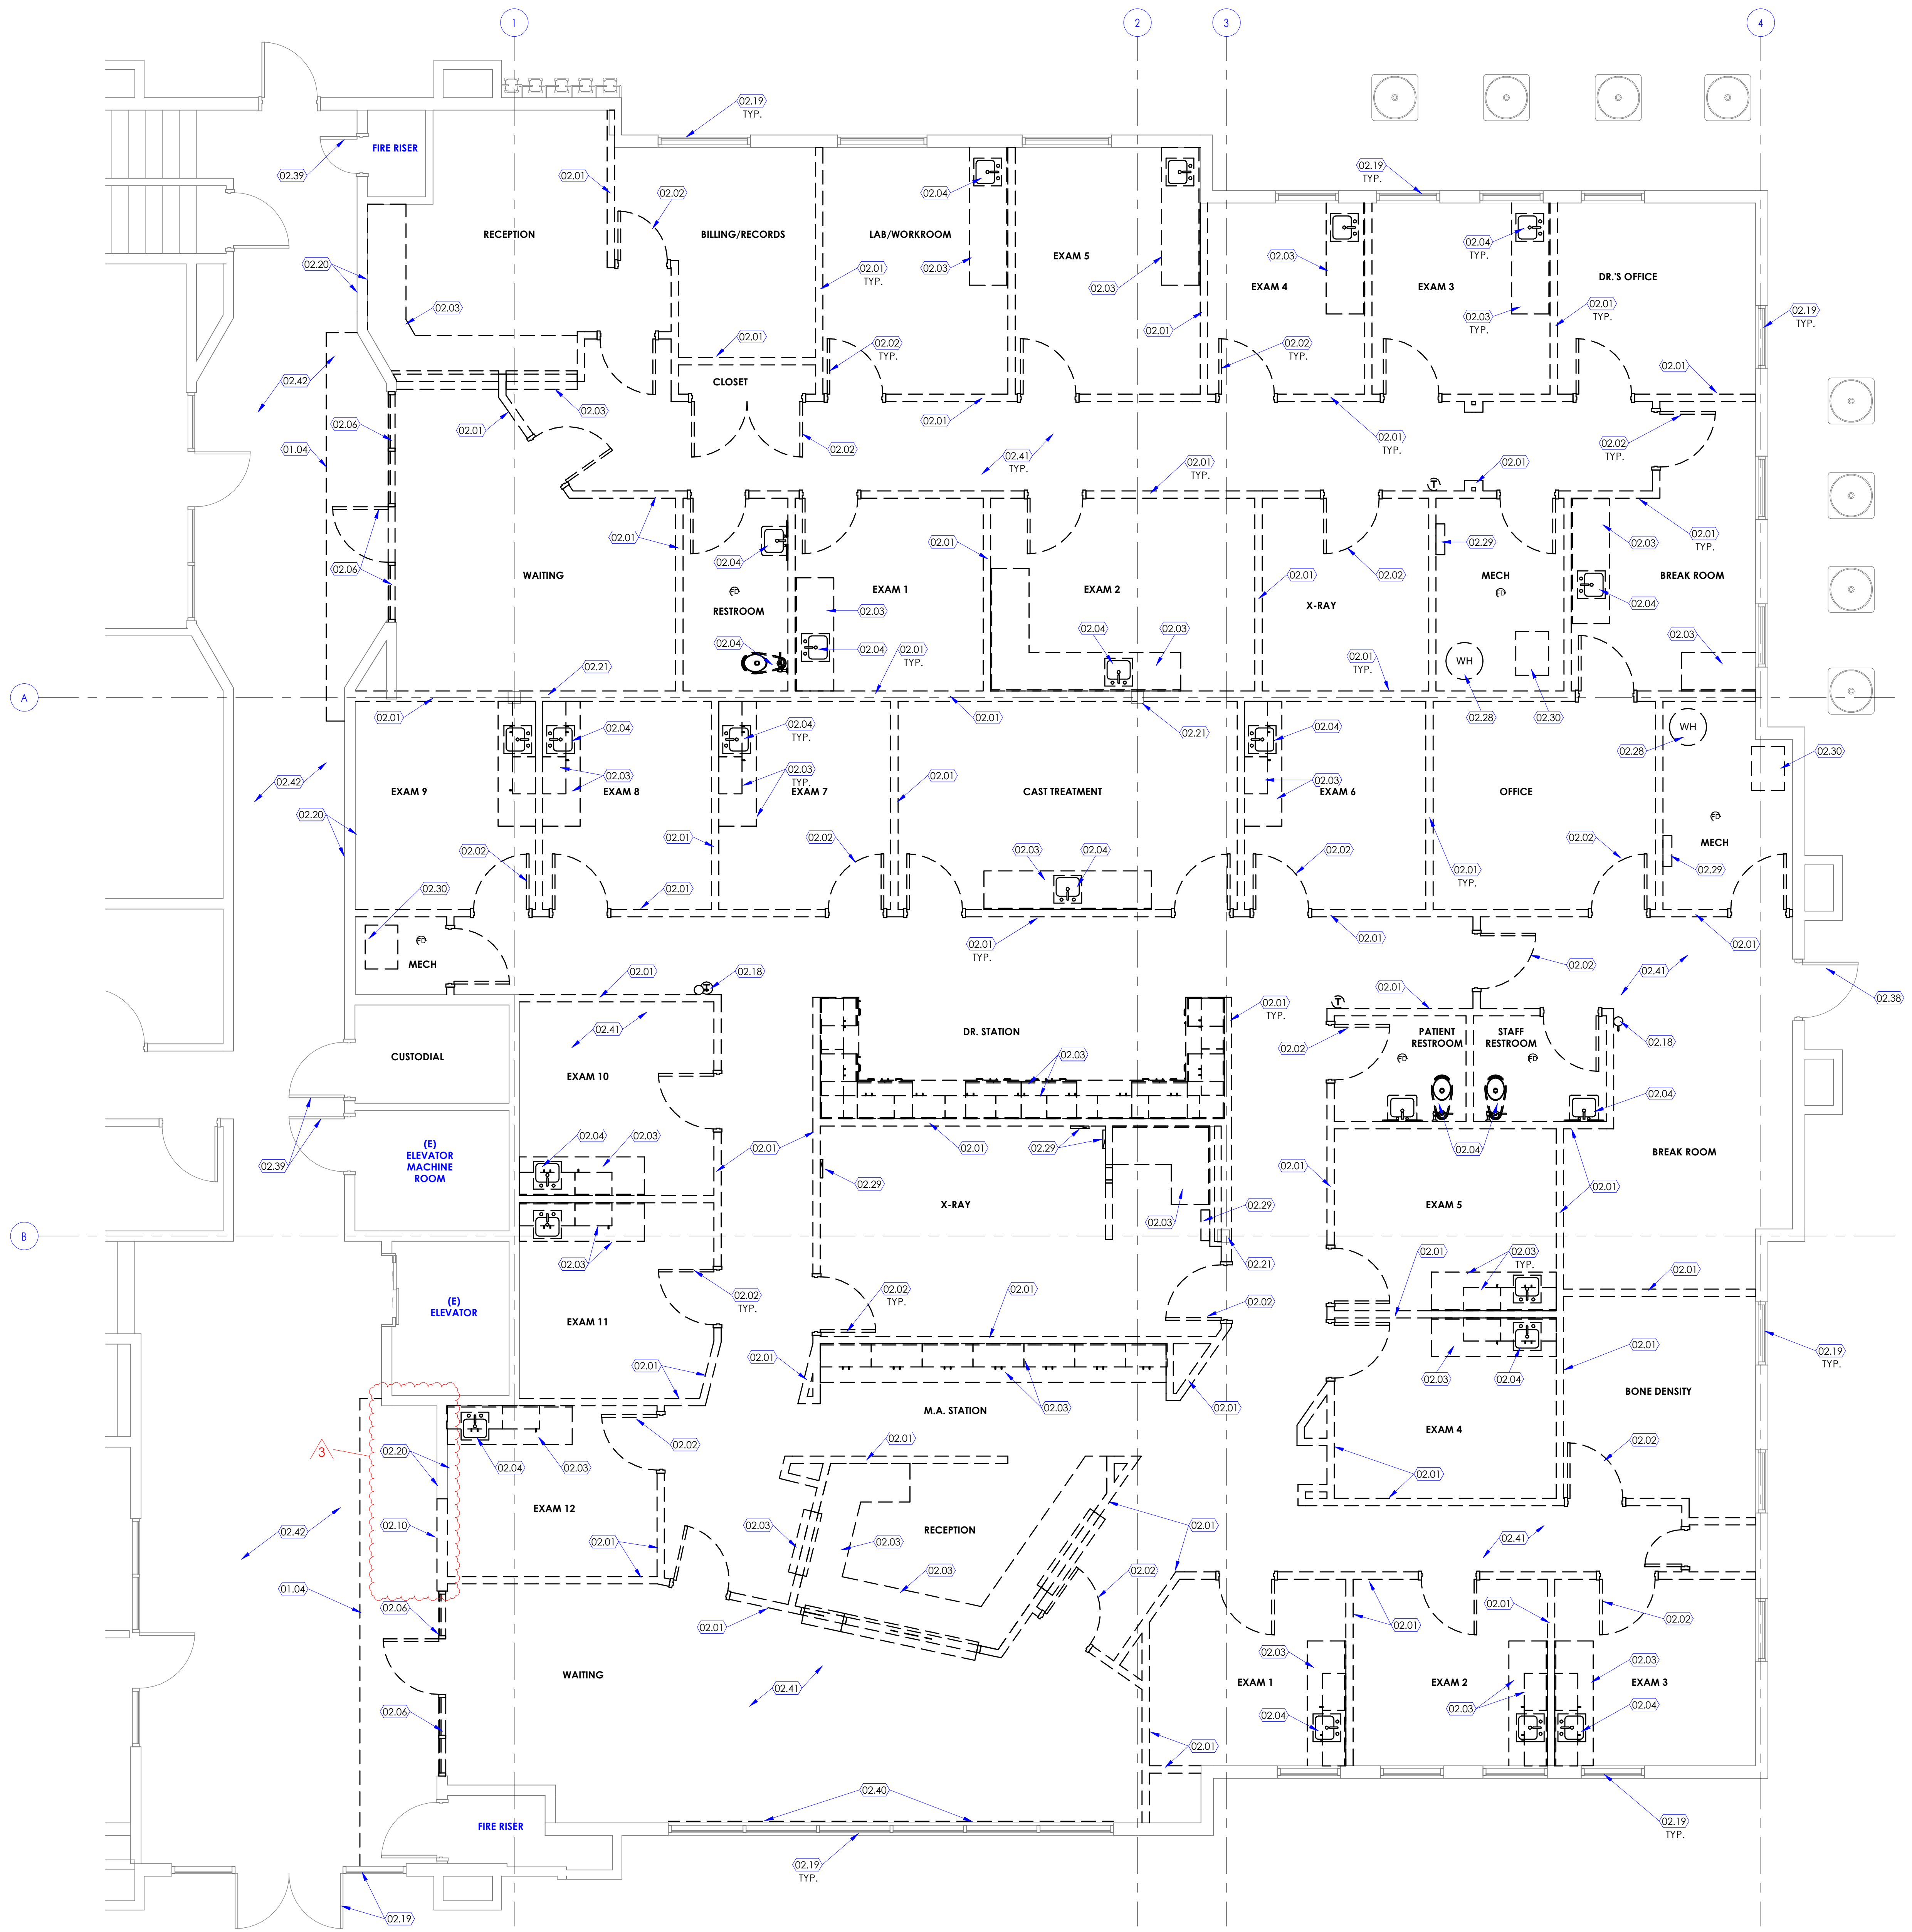 1
2
3
4
02.19
TYP.
FIRE RISER
02.39
02.01
02.02
02.04
02.19
TYP.
RECEPTION
BILLING/RECORDS
LAB/WORKROOM
EXAM 5
02.04
TYP.
02.20
02.01
TYP.
02.03
02.03
02.03
EXAM 4
EXAM 3
DR.'S OFFICE
02.03
02.03
TYP.
02.01
TYP.
02.19
TYP.
02.01
02.01
02.02
TYP.
02.02
TYP.
02.01
02.42
CLOSET
02.03
02.01
02.06
02.01
02.01
TYP.
02.02
TYP.
01.04
02.02
02.41
TYP.
02.01
TYP.
02.01
02.01
02.01
02.29
02.03
02.01
TYP.
02.06
02.04
WAITING
02.01
02.02
MECH
BREAK ROOM
FD
EXAM 1
EXAM 2
FD
02.04
RESTROOM
02.03
X-RAY
02.04
02.04
02.04
02.03
02.03
02.01
TYP.
02.01
TYP.
WH
02.21
A
02.01
02.01
02.28
02.30
02.04
02.04
TYP.
02.21
02.04
WH
02.28
02.30
02.42
02.03
02.03
TYP.
02.01
02.03
EXAM 9
EXAM 8
EXAM 7
CAST TREATMENT
EXAM 6
OFFICE
02.20
02.01
02.02
02.02
FD
MECH
02.02
02.03
02.04
02.02
02.01
TYP.
02.29
02.30
02.01
FD
MECH
02.01
TYP.
02.01
02.01
02.02
02.01
02.18
02.41
02.01
02.38
02.01
TYP.
02.41
DR. STATION
PATIENT
RESTROOM
STAFF
RESTROOM
02.18
02.02
CUSTODIAL
02.03
FD
FD
EXAM 10
02.04
(E)
ELEVATOR
MACHINE
ROOM
02.04
02.03
02.01
02.01
02.29
02.04
BREAK ROOM
02.39
02.29
02.01
02.01
X-RAY
02.29
EXAM 5
02.03
B
02.03
02.21
02.01
02.03
TYP.
02.01
02.02
TYP.
02.02
TYP.
02.01
(E)
ELEVATOR
02.02
EXAM 11
02.01
02.01
02.01
02.19
TYP.
02.03
02.04
02.03
02.01
BONE DENSITY
M.A. STATION
EXAM 4
3
02.20
02.02
02.01
02.02
02.04
02.03
02.01
EXAM 12
02.10
02.03
RECEPTION
02.01
02.42
02.01
02.03
02.41
02.03
02.02
01.04
02.06
02.01
02.01
02.01
02.02
WAITING
02.03
02.03
02.41
EXAM 1
EXAM 2
EXAM 3
02.06
02.04
02.03
02.04
02.01
02.40
FIRE RISER
02.19
TYP.
02.19
TYP.
02.19